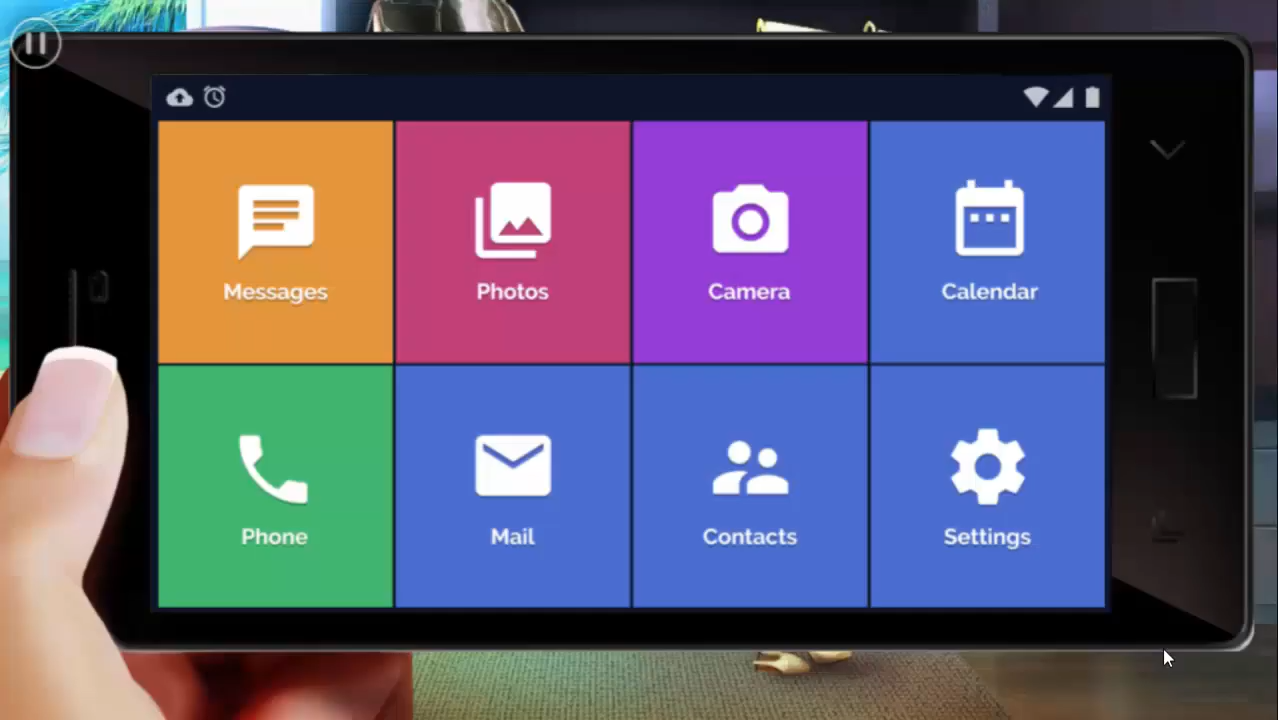 Messages
Photos
Camera
Calendar
Phone
Mail
Contacts
Settings